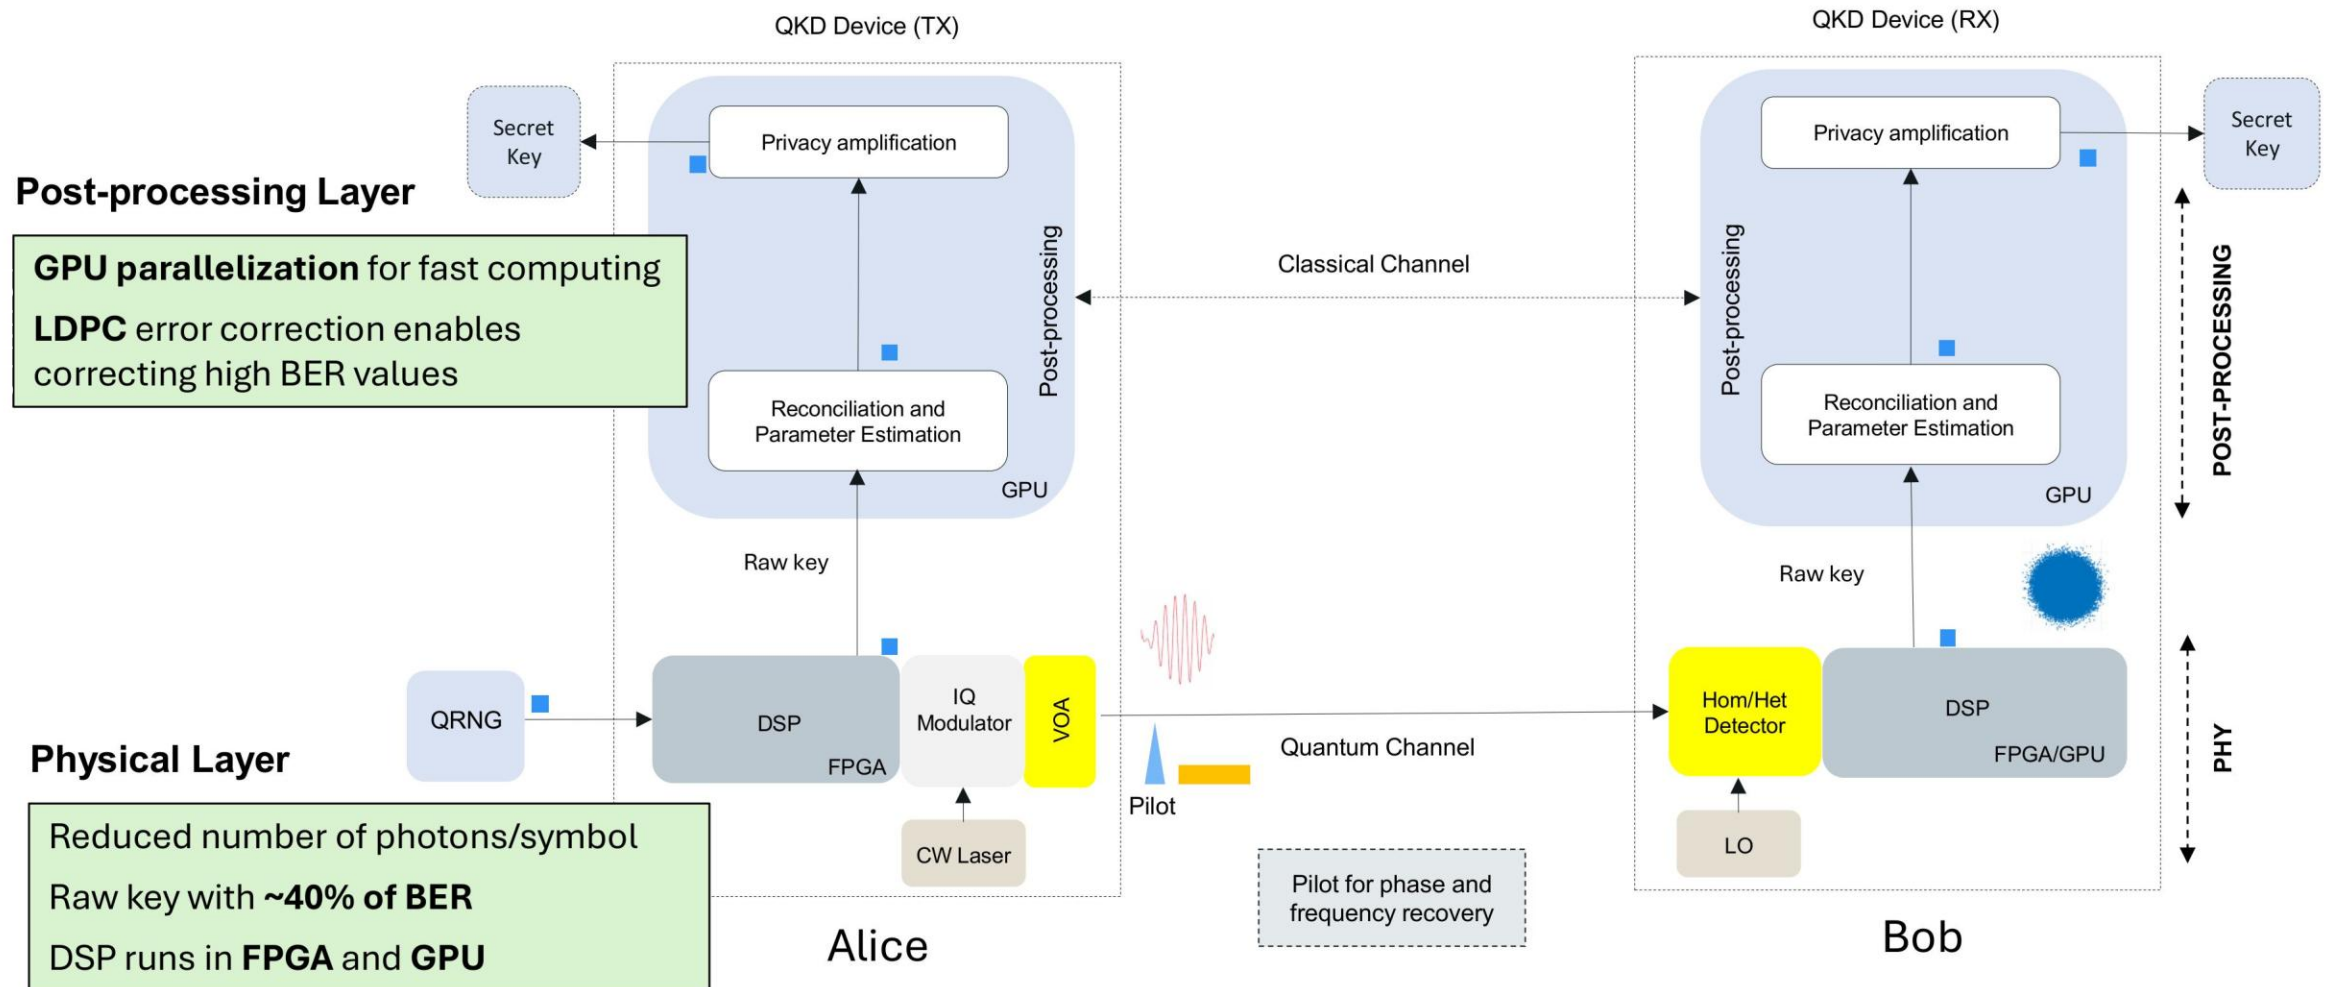 QKD Device (TX)
QKD Device (RX)
Secret
Key
Privacy amplification
Privacy amplification
Secret
Key
Post-processing Layer
GPU parallelization for fast computing
LDPC error correction enables
correcting high BER values
Post-processing
Classical Channel
Post-processing
POST-PROCESSING
Reconciliation and
Parameter Estimation
GPU
Reconciliation and
Parameter Estimation
GPU
Raw key
Raw key
QRNG
DSP
FPGA
IQ
Modulator
VOA
Quantum Channel
Pilot
Hom/Het
Detector
DSP
FPGA/GPU
PHY
Physical Layer
Reduced number of photons/symbol
Raw key with ~40% of BER
DSP runs in FPGA and GPU
CW Laser
LO
Pilot for phase and
frequency recovery
Alice
Bob